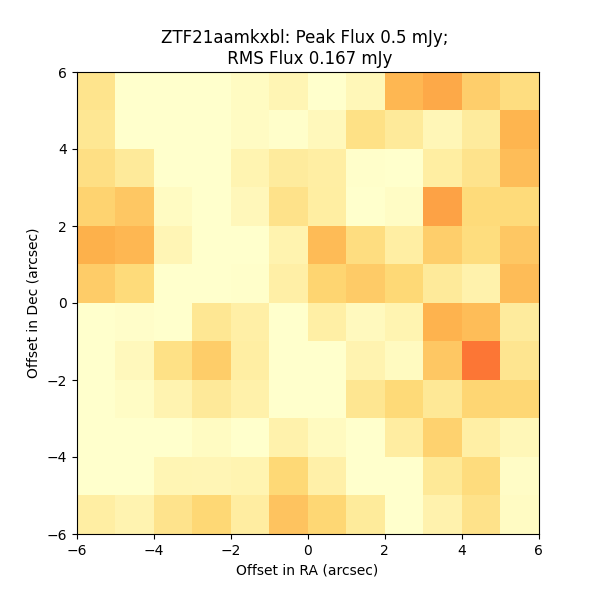 ZTF21aamkxbl: Peak Flux 0.5 mJy;
RMS Flux 0.167 mJy
6
4
2
0
−2
−4
−6
Offset in Dec (arcsec)
−6 −4 −2 0 2 4 6
Offset in RA (arcsec)